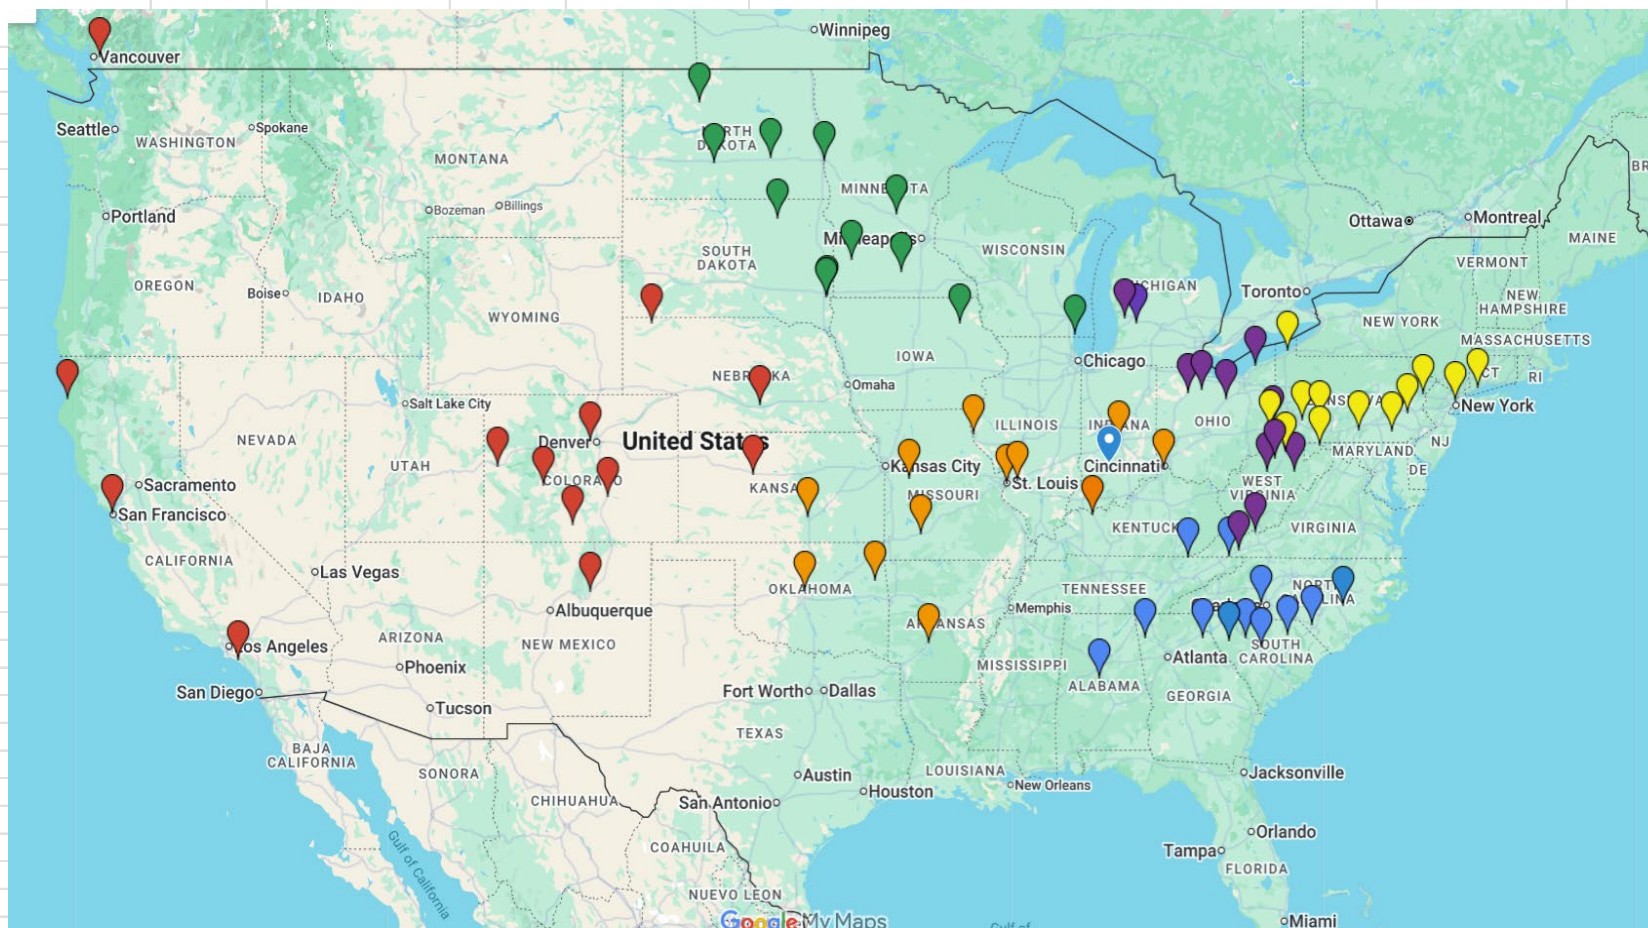 Winnipeg
Vancouver
Seattle
Spokane
WASHINGTON
NORTH
DAKOTA
MONTANA
MINNESOTA
Portland
Bozeman
Billings
Ottawa
Montreal
Minneapolis
MAINE
SOUTH
DAKOTA
WISCONSIN
VERMONT
OREGON
Boise
IDAHO
MICHIGAN
Toronto
NEW
HAMPSHIRE
WYOMING
NEW YORK
MASSACHUSETTS
IOWA
Chicago
NEBRASKA
Omaha
CT
RI
Salt Lake City
New York
NEVADA
Denver
United States
ILLINOIS
INDIANA
OHIO
NJ
UTAH
Kansas City
Cincinnati
MARYLAND
DE
COLORADO
KANSAS
MISSOURI
St. Louis
WEST
VIRGINIA
Sacramento
San Francisco
KENTUCKY
VIRGINIA
CALIFORNIA
Las Vegas
OKLAHOMA
TENNESSEE
NORTH
CAROLINA
Albuquerque
Memphis
ARKANSAS
Los Angeles
ARIZONA
NEW MEXICO
SOUTH
CAROLINA
Phoenix
MISSISSIPPI
Atlanta
ALABAMA
GEORGIA
San Diego
Fort Worth
Dallas
Tucson
TEXAS
BAJA
CALIFORNIA
SONORA
Austin
LOUISIANA
New Orleans
Jacksonville
CHIHUAHUA
San Antonio
Houston
Gulf of California
COAHUILA
Orlando
Tampa
FLORIDA
NUEVO LEON
Google My Maps
Gulf of
Miami